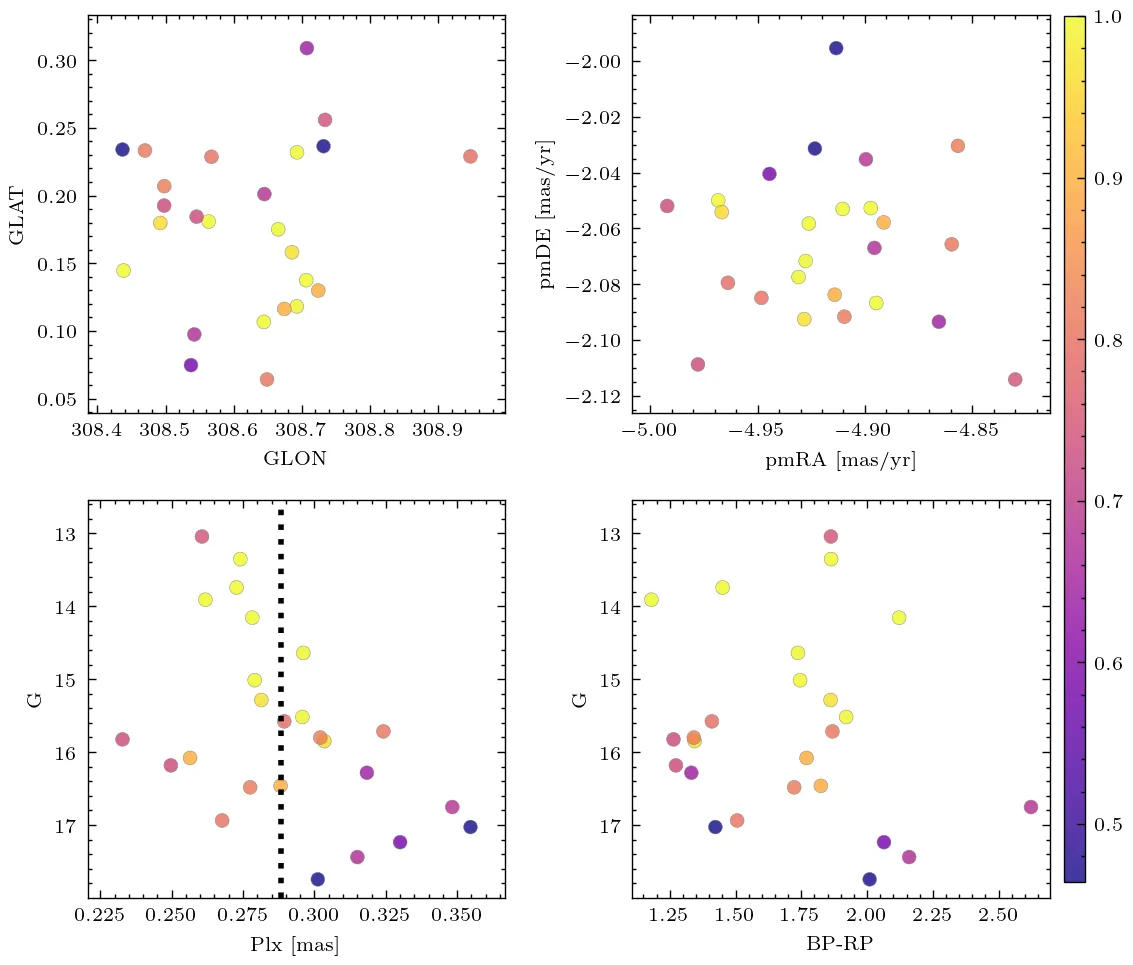 0.30
0.25
0.20
0.15
0.10
0.05
GLAT
308.4 308.5 308.6 308.7 308.8 308.9
GLON
−2.00
−2.02
−2.04
−2.06
−2.08
−2.10
−2.12
pmDE [mas/yr]
−5.00 −4.95 −4.90 −4.85
pmRA [mas/yr]
1.0
0.9
0.8
0.7
0.6
0.5
13
14
15
16
17
G
0.225 0.250 0.275 0.300 0.325 0.350
Plx [mas]
13
14
15
16
17
G
1.25 1.50 1.75 2.00 2.25 2.50
BP-RP